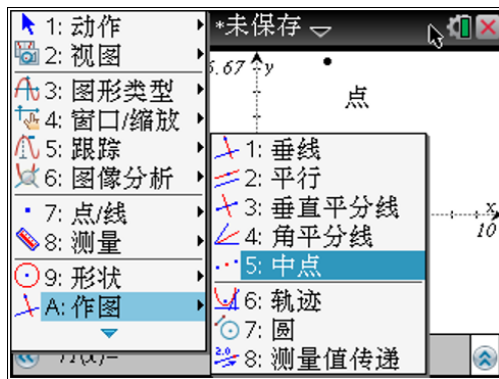 1: 动作
2: 视图
3: 图形类型
4: 窗口/缩放
5: 跟踪
6: 图像分析
7: 点/线
8: 测量
9: 形状
A: 作图
*未保存
6.67
y
点
1: 垂线
2: 平行
3: 垂直平分线
4: 角平分线
5: 中点
6: 轨迹
7: 圆
8: 测量值传递
x
10
f1(x)=